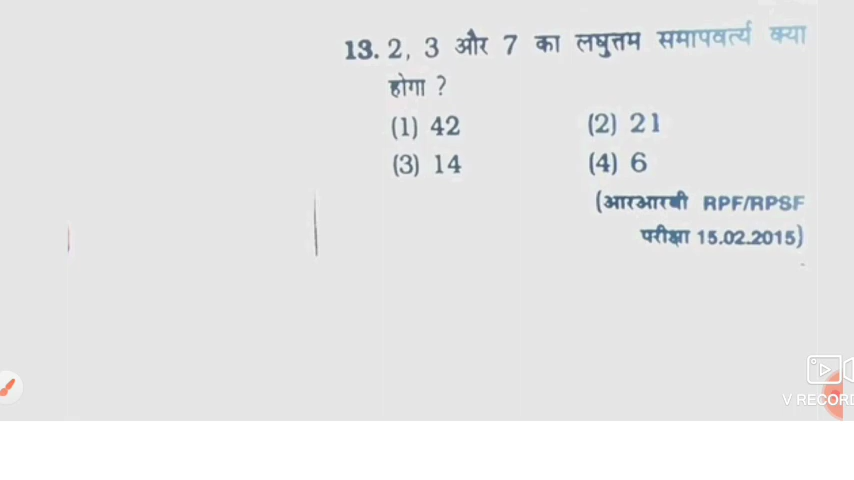 13. 2, 3 और 7 का लघुत्तम समापवर्त्य क्या
होगा ?
(1) 42 (2) 21
(3) 14 (4) 6
(आरआरबी RPF/RPSF
परीक्षा 15.02.2015)
V RECORD